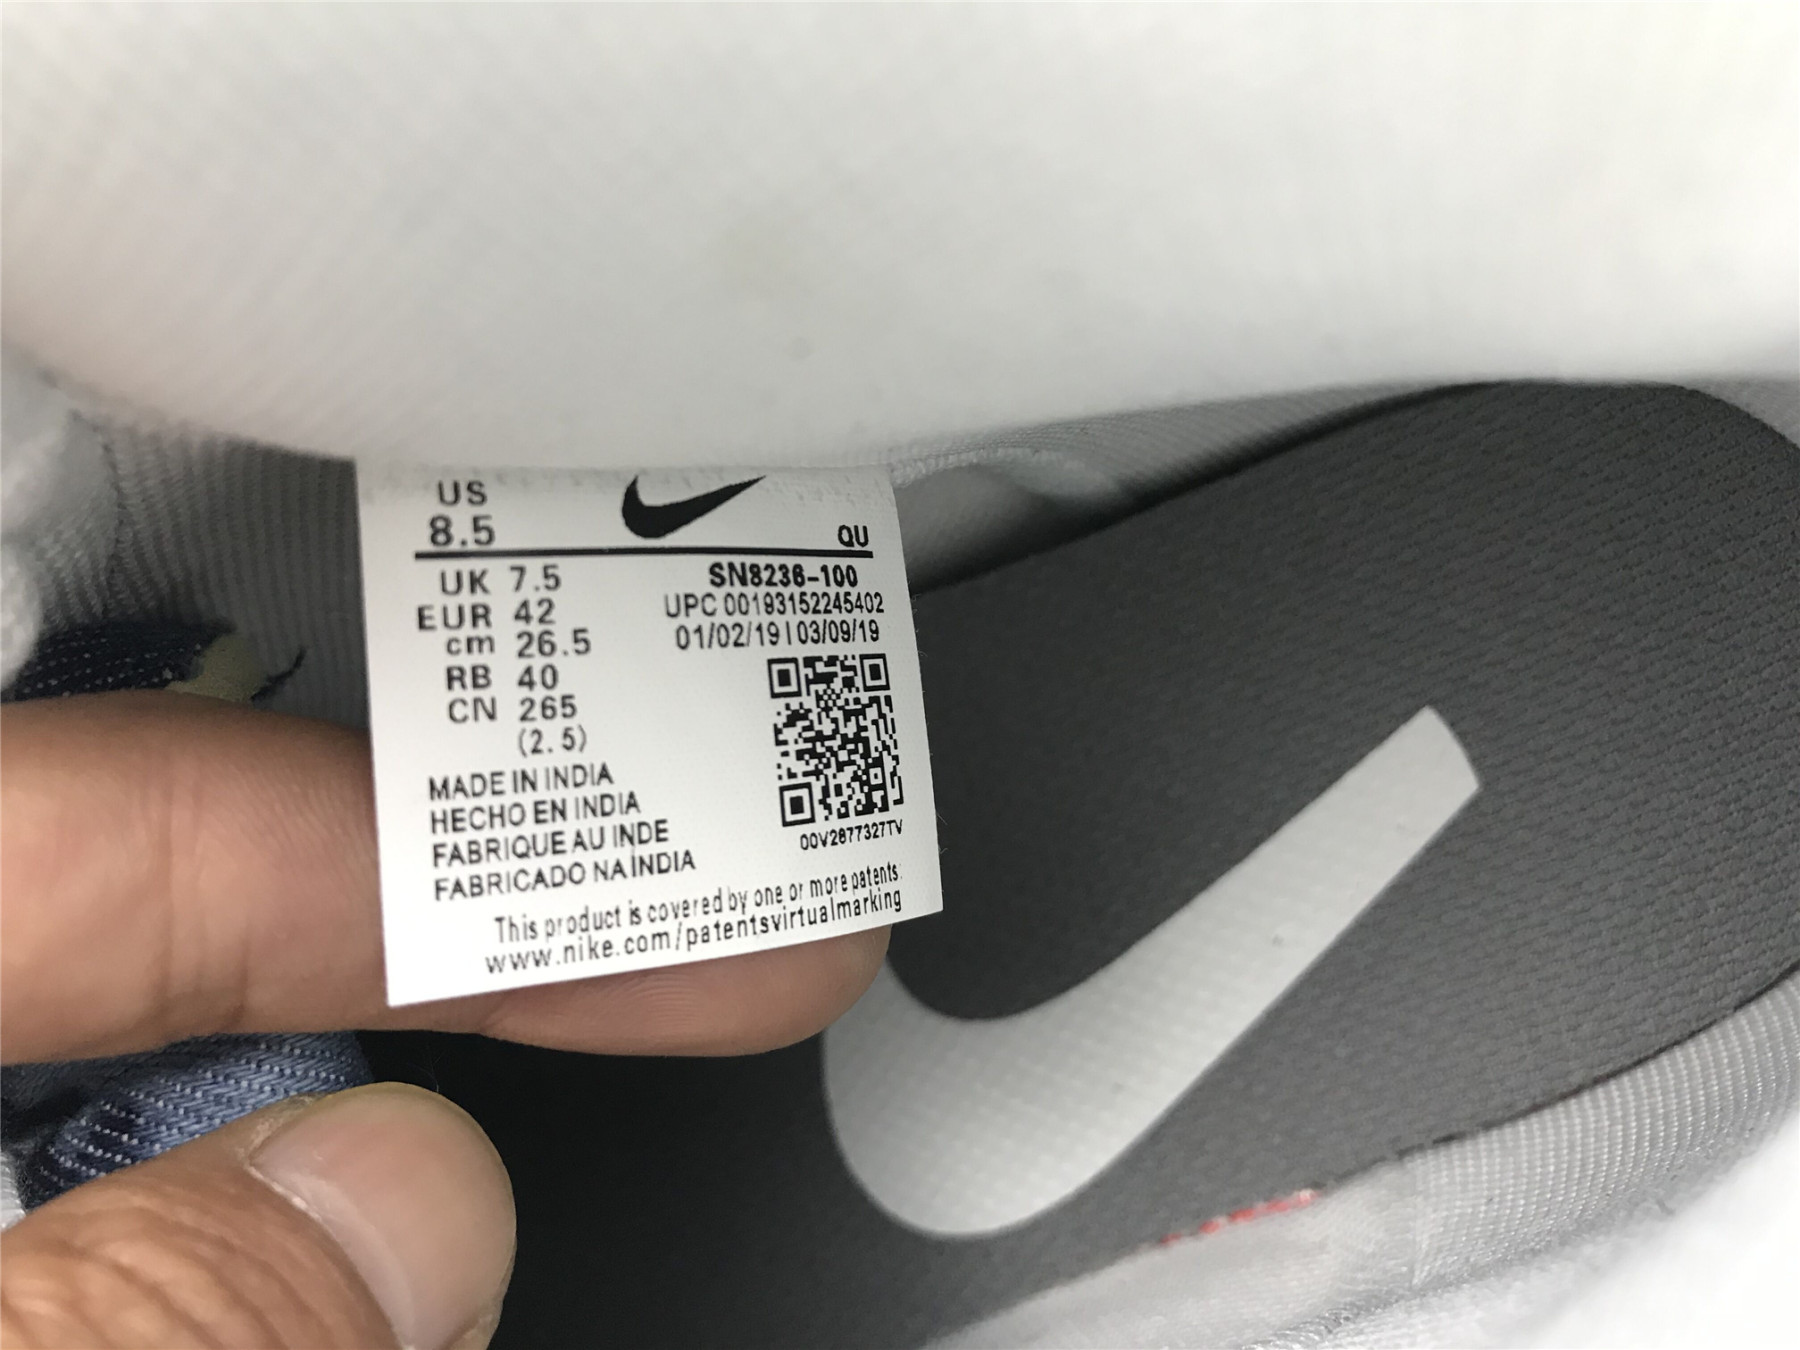 US
8.5
QU
UK 7.5
EUR 42
cm 26.5
RB 40
CN 265
(2.5)
SN8236-100
UPC 00193152245402
01/02/19 | 03/09/19
00V2877327TV
MADE IN INDIA
HECHO EN INDIA
FABRIQUE AU INDE
FABRICADO NA ÍNDIA
This product is covered by one or more patents:
www.nike.com/patentsvirtualmarking